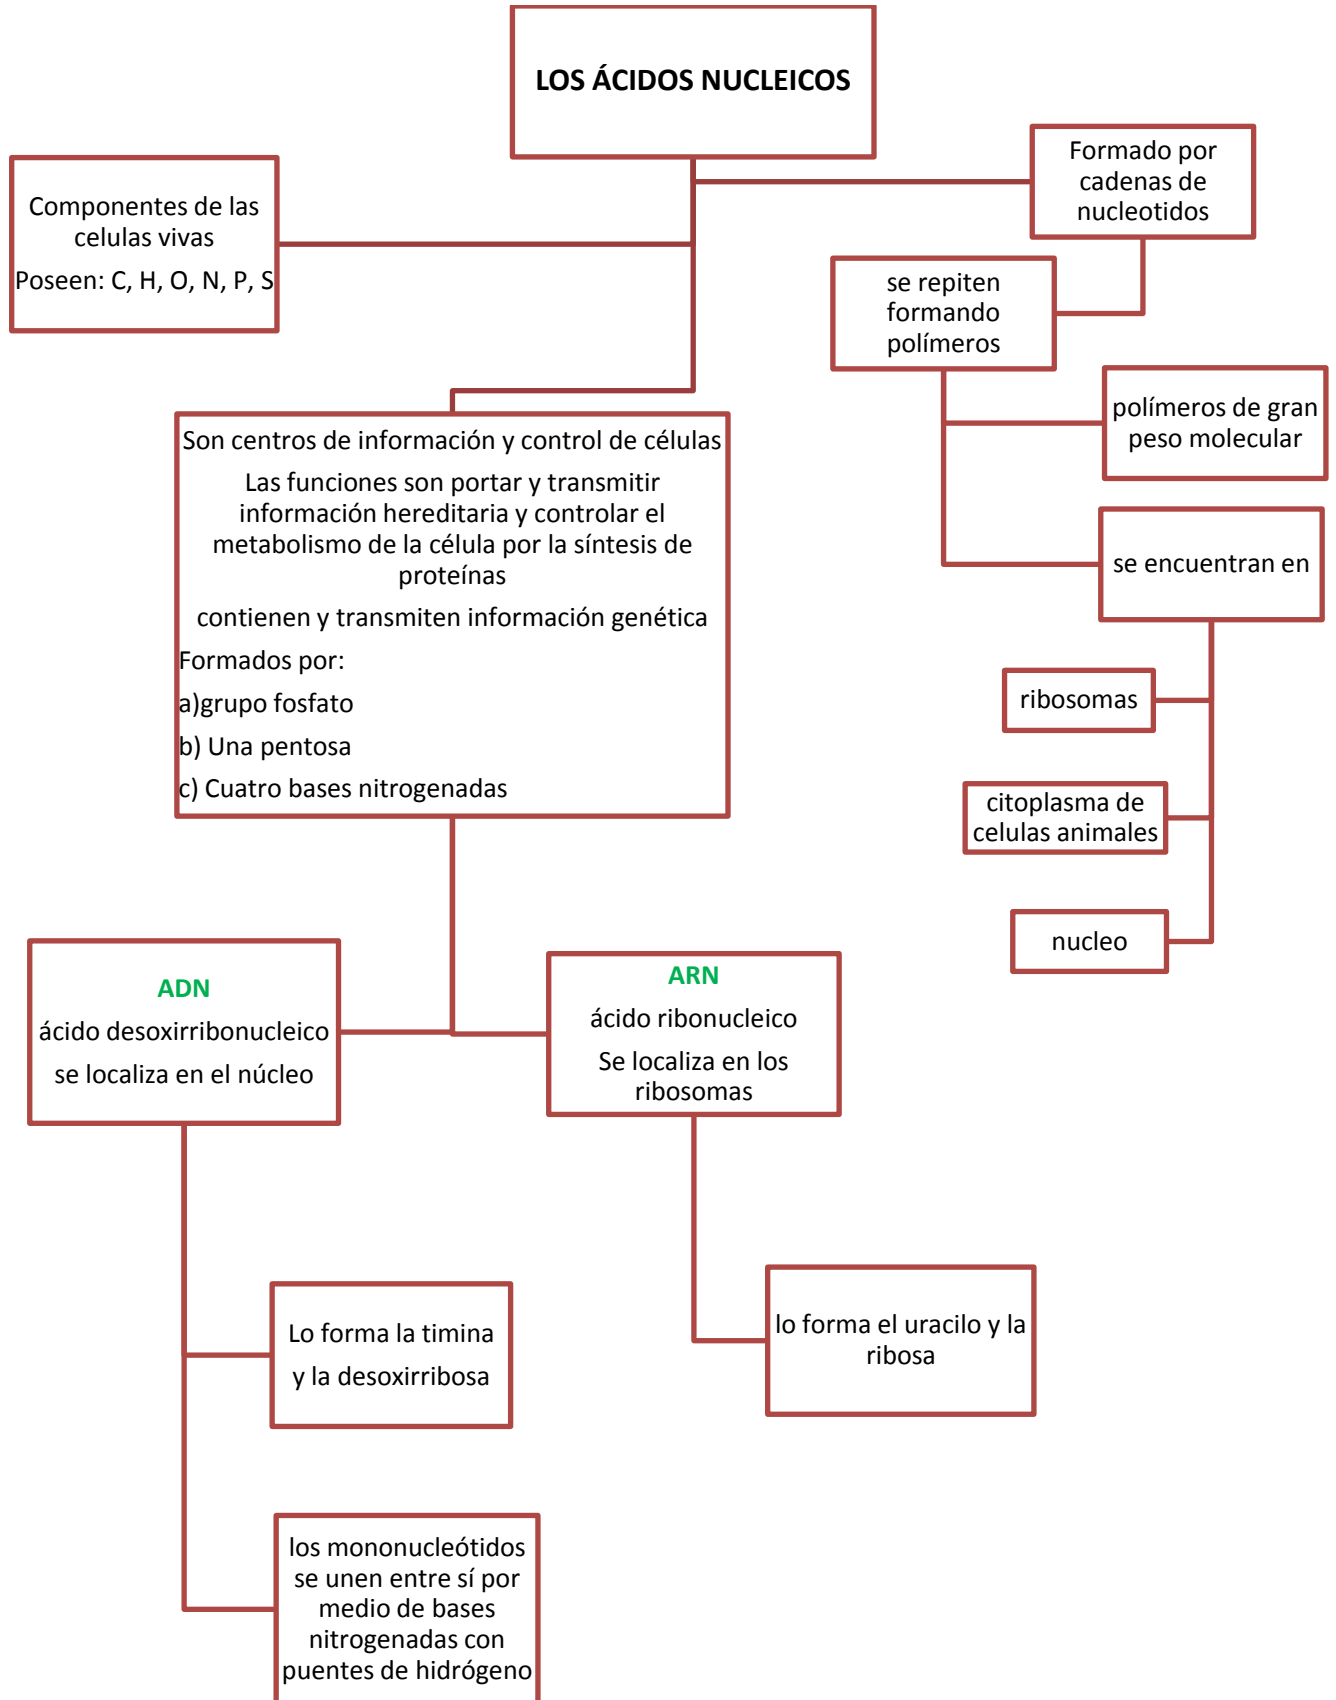 LOS ÁCIDOS NUCLEICOS
Componentes de las
celulas vivas
Poseen: C, H, O, N, P, S
Formado por
cadenas de
nucleotidos
se repiten
formando
polímeros
polímeros de gran
peso molecular
se encuentran en
ribosomas
citoplasma de
celulas animales
nucleo
Son centros de información y control de células
Las funciones son portar y transmitir
información hereditaria y controlar el
metabolismo de la célula por la síntesis de
proteínas
contienen y transmiten información genética
Formados por:
a)grupo fosfato
b) Una pentosa
c) Cuatro bases nitrogenadas
ADN
ácido desoxirribonucleico
se localiza en el núcleo
ARN
ácido ribonucleico
Se localiza en los
ribosomas
Lo forma la timina
y la desoxirribosa
lo forma el uracilo y la
ribosa
los mononucleótidos
se unen entre sí por
medio de bases
nitrogenadas con
puentes de hidrógeno